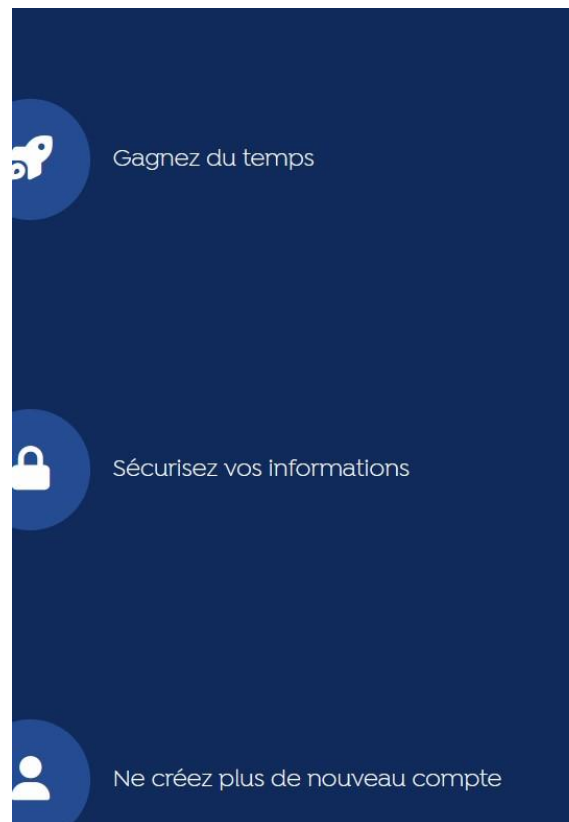 Gagnez du temps
Sécurisez vos informations
Ne créez plus de nouveau compte